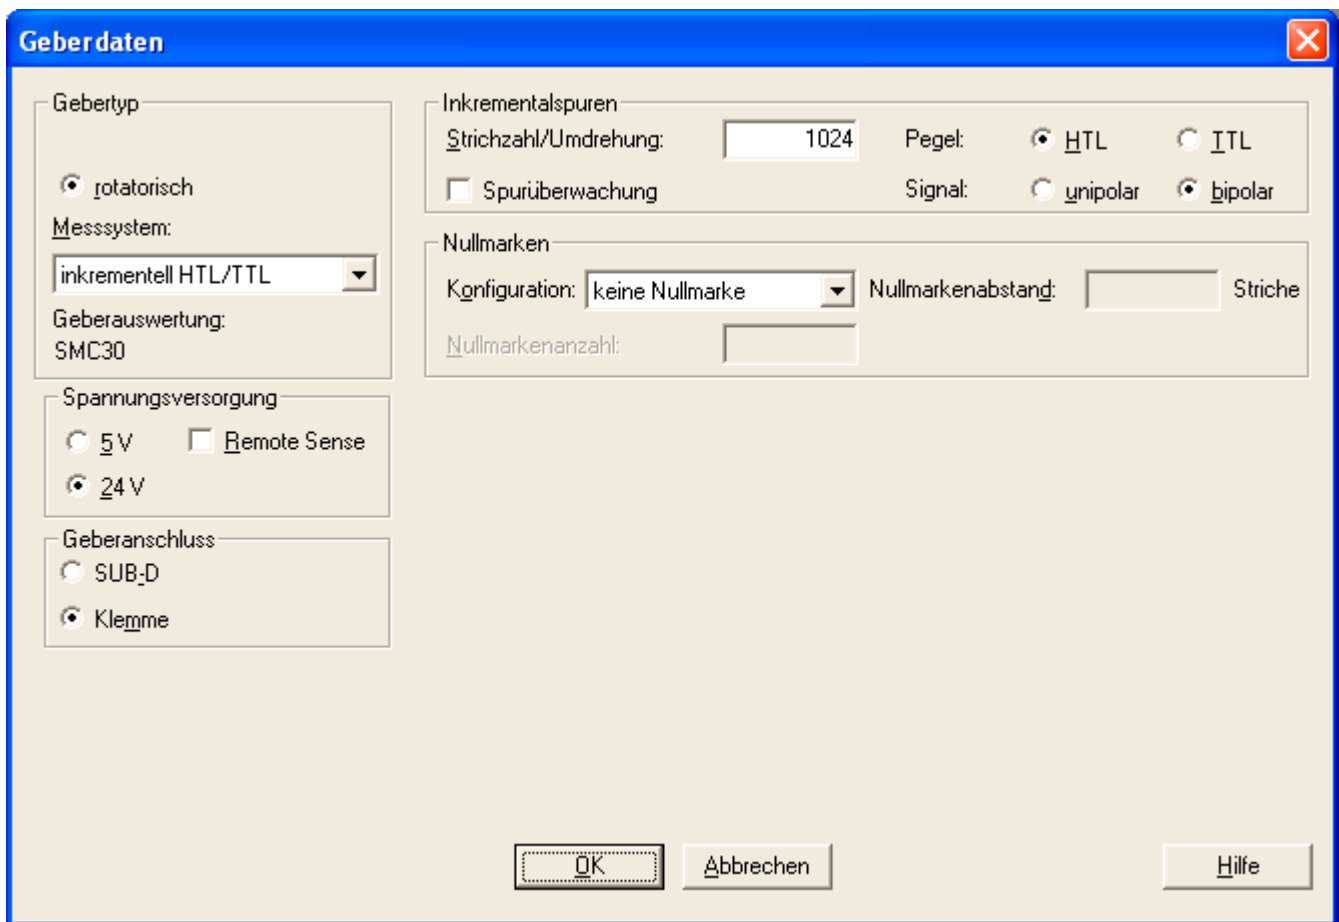 Geberdaten
Gebertyp
rotatorisch
Messsystem:
inkrementell HTL/TTL
Geberauswertung:
SMC30
Spannungsversorgung
5 V Remote Sense
24 V
Geberanschluss
SUB-D
Klemme
Inkrementalspuren
Strichzahl/Umdrehung: 1024 Pegel: HTL TTL
Spurüberwachung Signal: unipolar bipolar
Nullmarken
Konfiguration: keine Nullmarke Nullmarkenabstand: Striche
Nullmarkenanzahl:
OK Abbrechen Hilfe